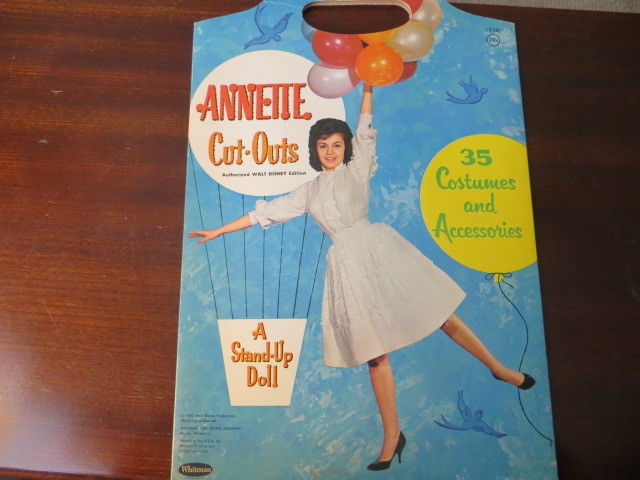 ANNETTE
Cut-Outs
Authorized WALT DISNEY Edition
35
Costumes
and
Accessories
A
Stand-Up
Doll
Whitman